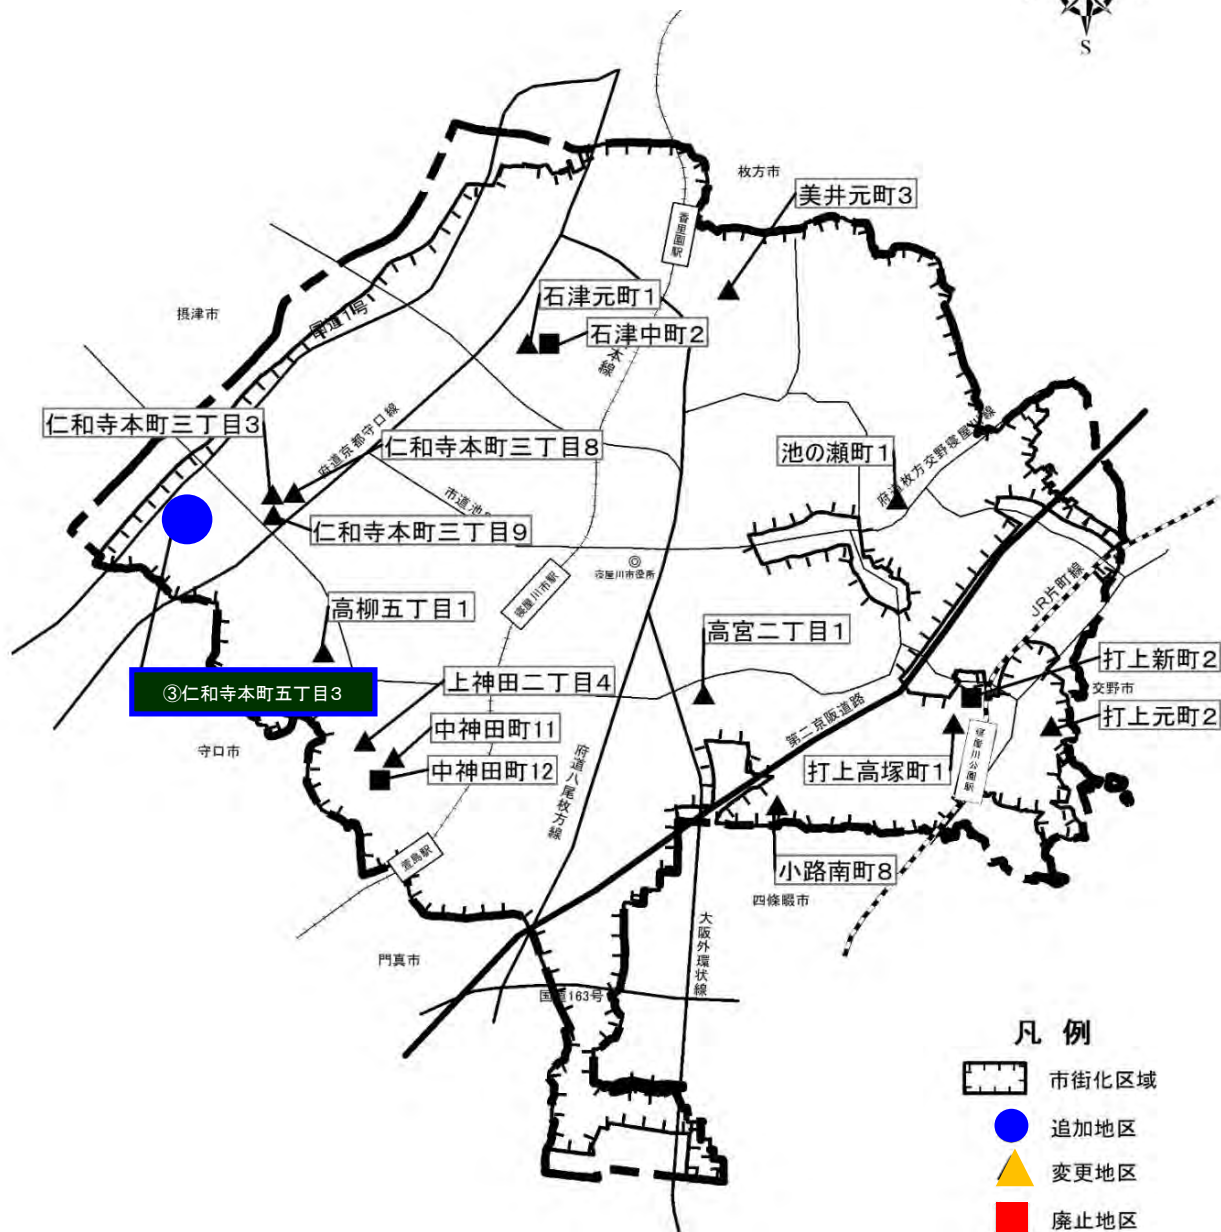 S
枚方市
美井元町3
香里園駅
摂津市
国道1号
石津元町1
石津中町2
本線
仁和寺本町三丁目3
府道京都守口線
仁和寺本町三丁目8
池の瀬町1
府道枚方交野寝屋川線
市道池
仁和寺本町三丁目9
寝屋川市役所
寝屋川市駅
JR片町線
高柳五丁目1
高宮二丁目1
打上新町2
③仁和寺本町五丁目3
上神田二丁目4
交野市
打上元町2
守口市
中神田町11
第二京阪道路
寝屋川公園駅
中神田町12
府道八尾枚方線
打上高塚町1
萱島駅
小路南町8
四條畷市
大阪外環状線
門真市
国道163号
凡 例
市街化区域
追加地区
変更地区
廃止地区